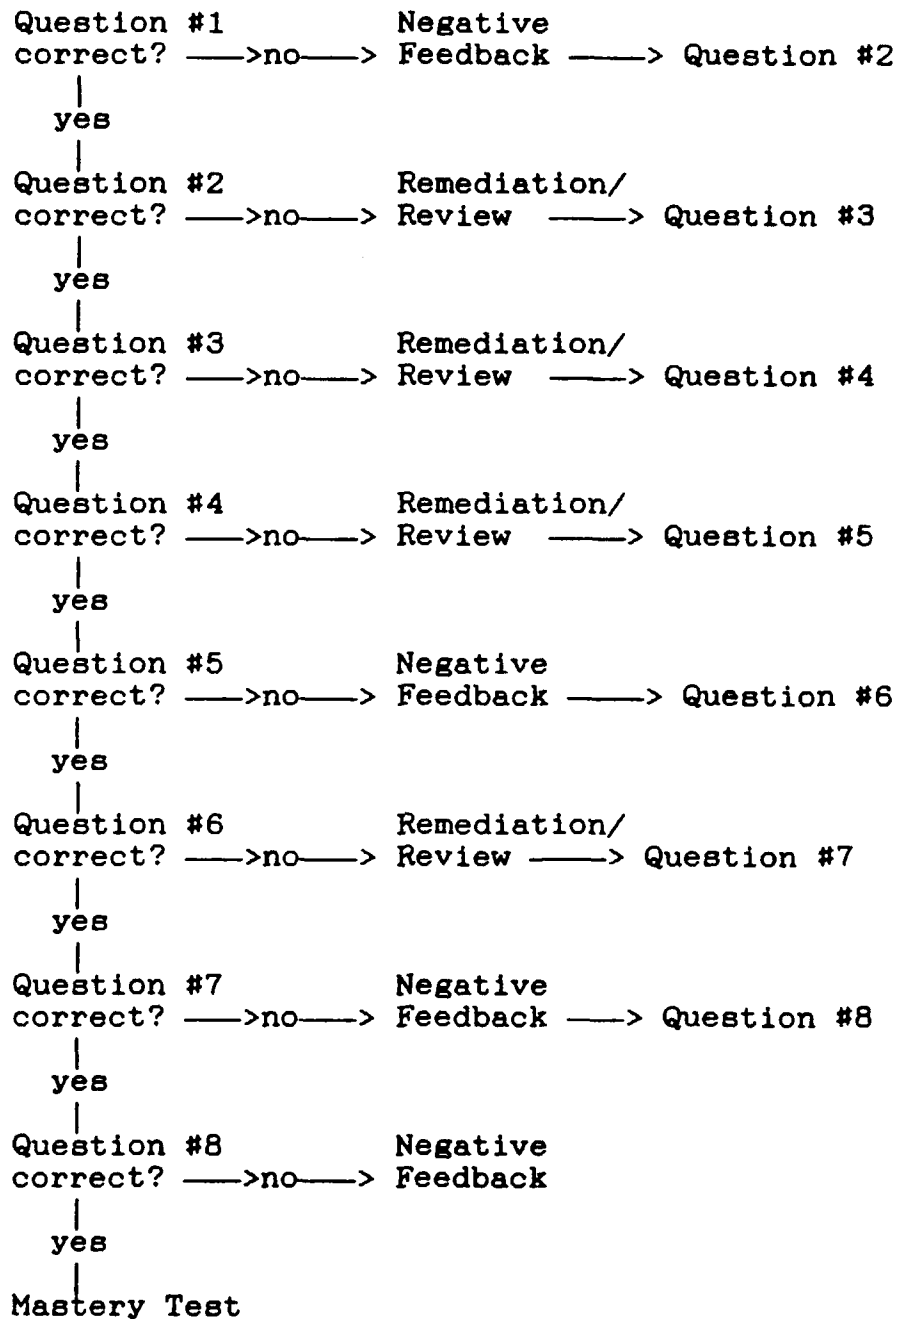 Question #1 Negative
correct? —>no—> Feedback —> Question #2
yes
Question #2 Remediation/
correct? —>no—> Review —> Question #3
yes
Question #3 Remediation/
correct? —>no—> Review —> Question #4
yes
Question #4 Remediation/
correct? —>no—> Review —> Question #5
yes
Question #5 Negative
correct? —>no—> Feedback —> Question #6
yes
Question #6 Remediation/
correct? —>no—> Review —> Question #7
yes
Question #7 Negative
correct? —>no—> Feedback —> Question #8
yes
Question #8 Negative
correct? —>no—> Feedback
yes
Mastery Test